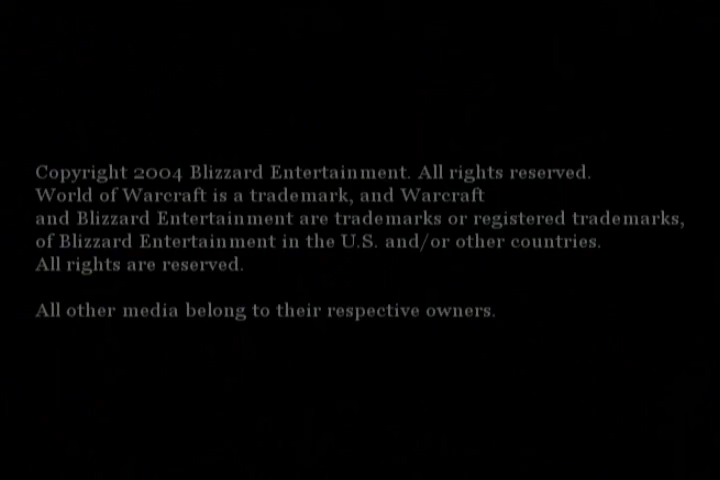 Copyright 2004 Blizzard Entertainment. All rights reserved.
World of Warcraft is a trademark, and Warcraft
and Blizzard Entertainment are trademarks or registered trademarks,
of Blizzard Entertainment in the U.S. and/or other countries.
All rights are reserved.
All other media belong to their respective owners.